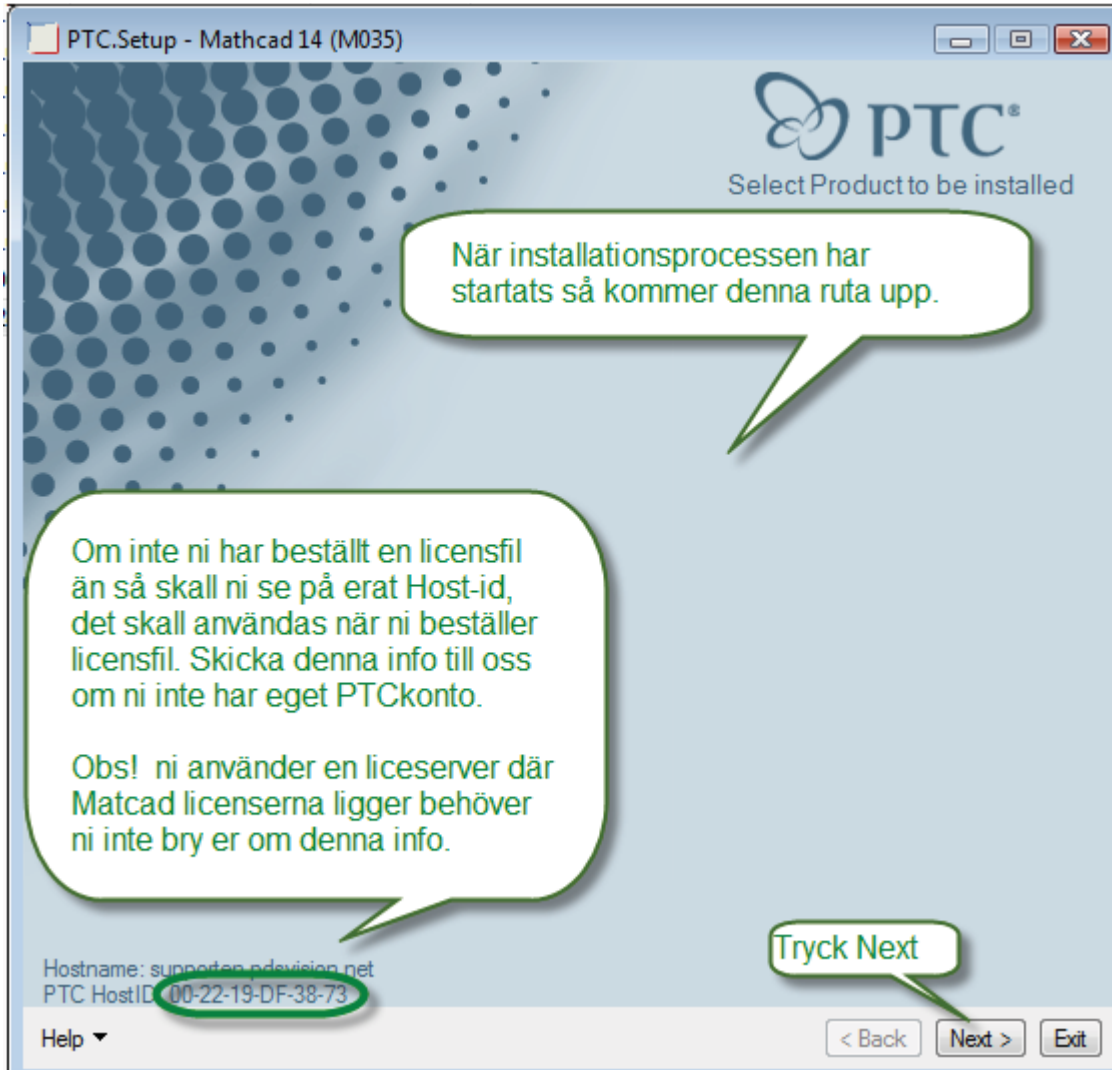 PTC.Setup - Mathcad 14 (M035)
PTC®
Select Product to be installed
När installationsprocessen har
startats så kommer denna ruta upp.
Om inte ni har beställt en licensfil
än så skall ni se på erat Host-id,
det skall användas när ni beställer
licensfil. Skicka denna info till oss
om ni inte har eget PTCkonto.
Obs!  ni använder en liceserver där
Matcad licenserna ligger behöver
ni inte bry er om denna info.
Tryck Next
Hostname: supporten.pdsvision.net
PTC HostID: 00-22-19-DF-38-73
Help
< Back Next > Exit